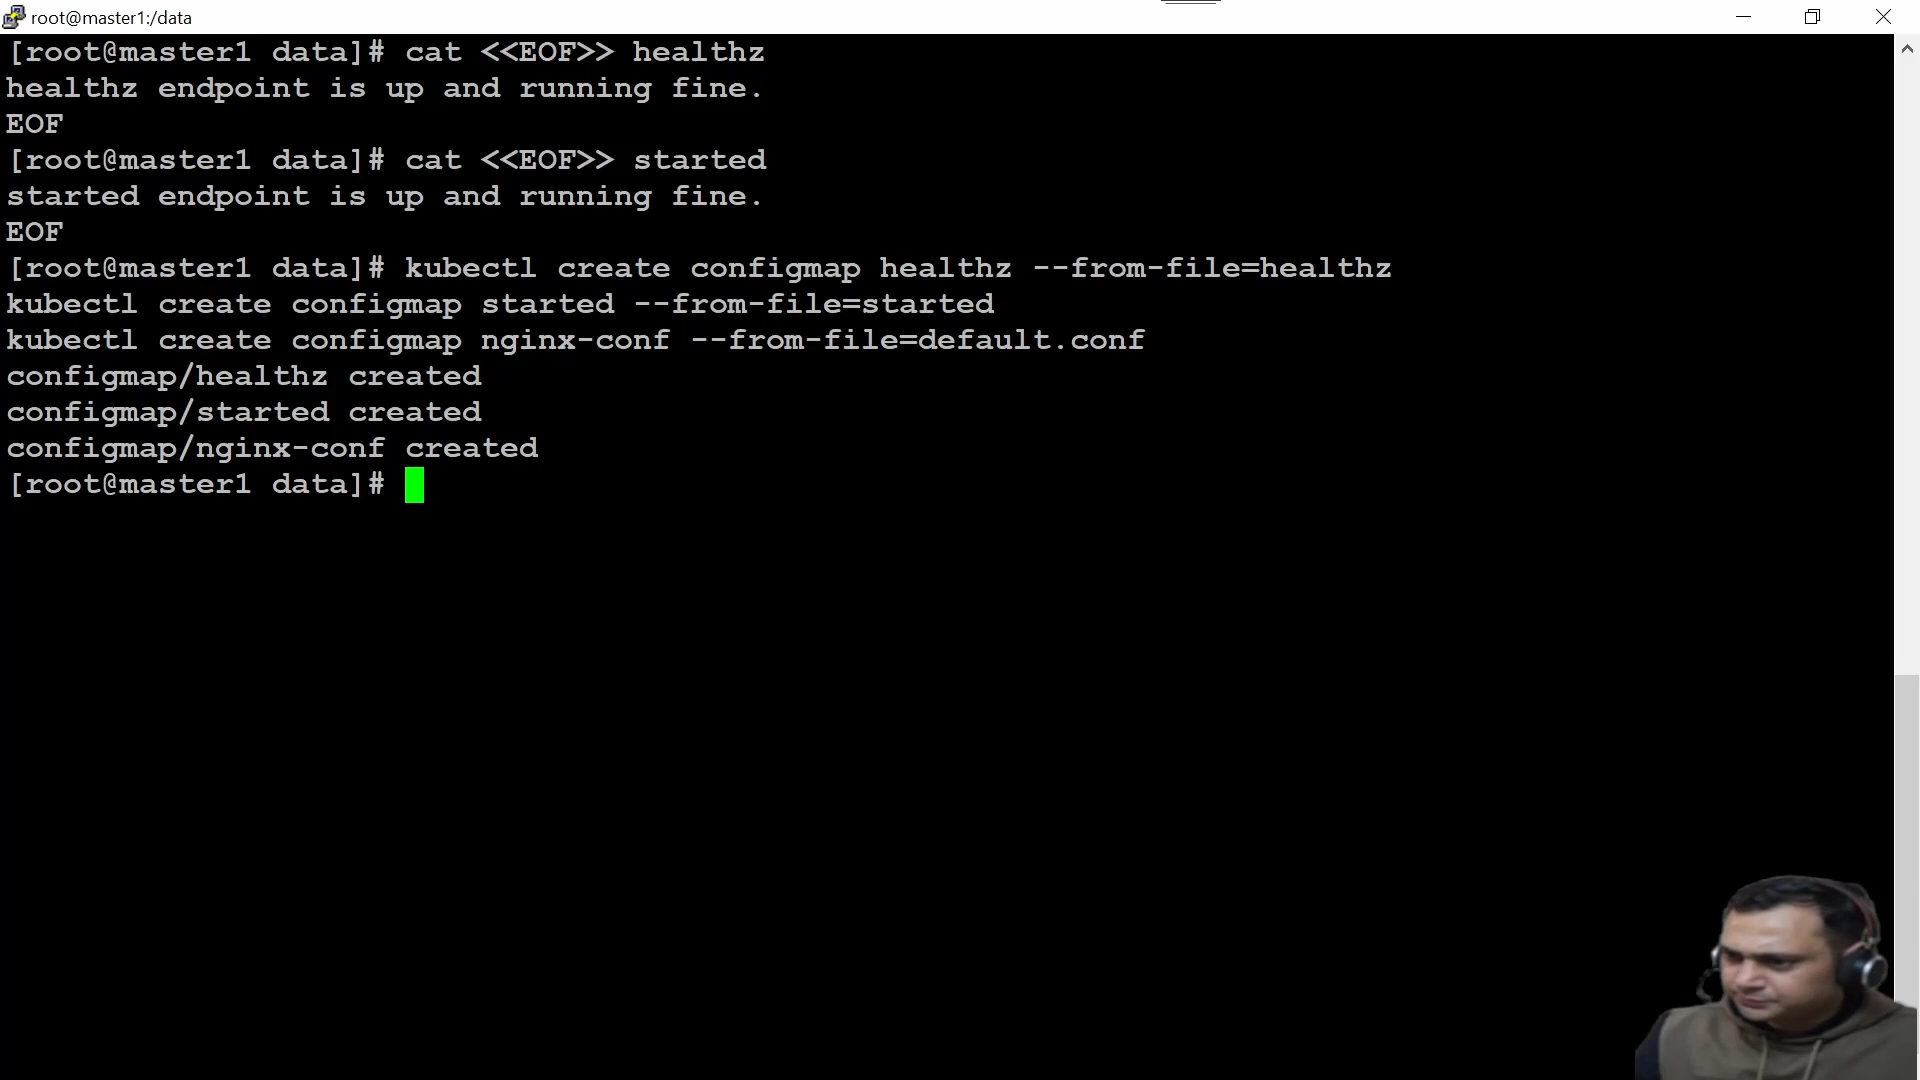 root@master1:/data
[root@master1 data]# cat <<EOF>> healthz
healthz endpoint is up and running fine.
EOF
[root@master1 data]# cat <<EOF>> started
started endpoint is up and running fine.
EOF
[root@master1 data]# kubectl create configmap healthz --from-file=healthz
kubectl create configmap started --from-file=started
kubectl create configmap nginx-conf --from-file=default.conf
configmap/healthz created
configmap/started created
configmap/nginx-conf created
[root@master1 data]#